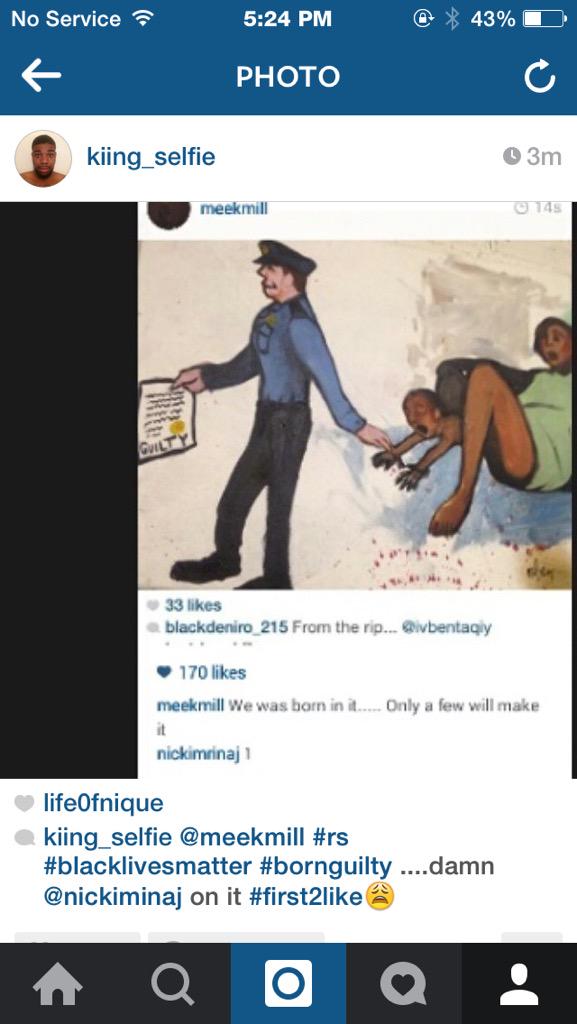 No Service 5:24 PM 43%
PHOTO
kiing_selfie 3m
meekmill 14s
GUILTY
33 likes
blackdeniro_215 From the rip... @ivbentaqiy
170 likes
meekmill We was born in it..... Only a few will make
it
nickimrinaj 1
life0fnique
kiing_selfie @meekmill #rs
#blacklivesmatter #bornguilty ....damn
@nickiminaj on it #first2like😩